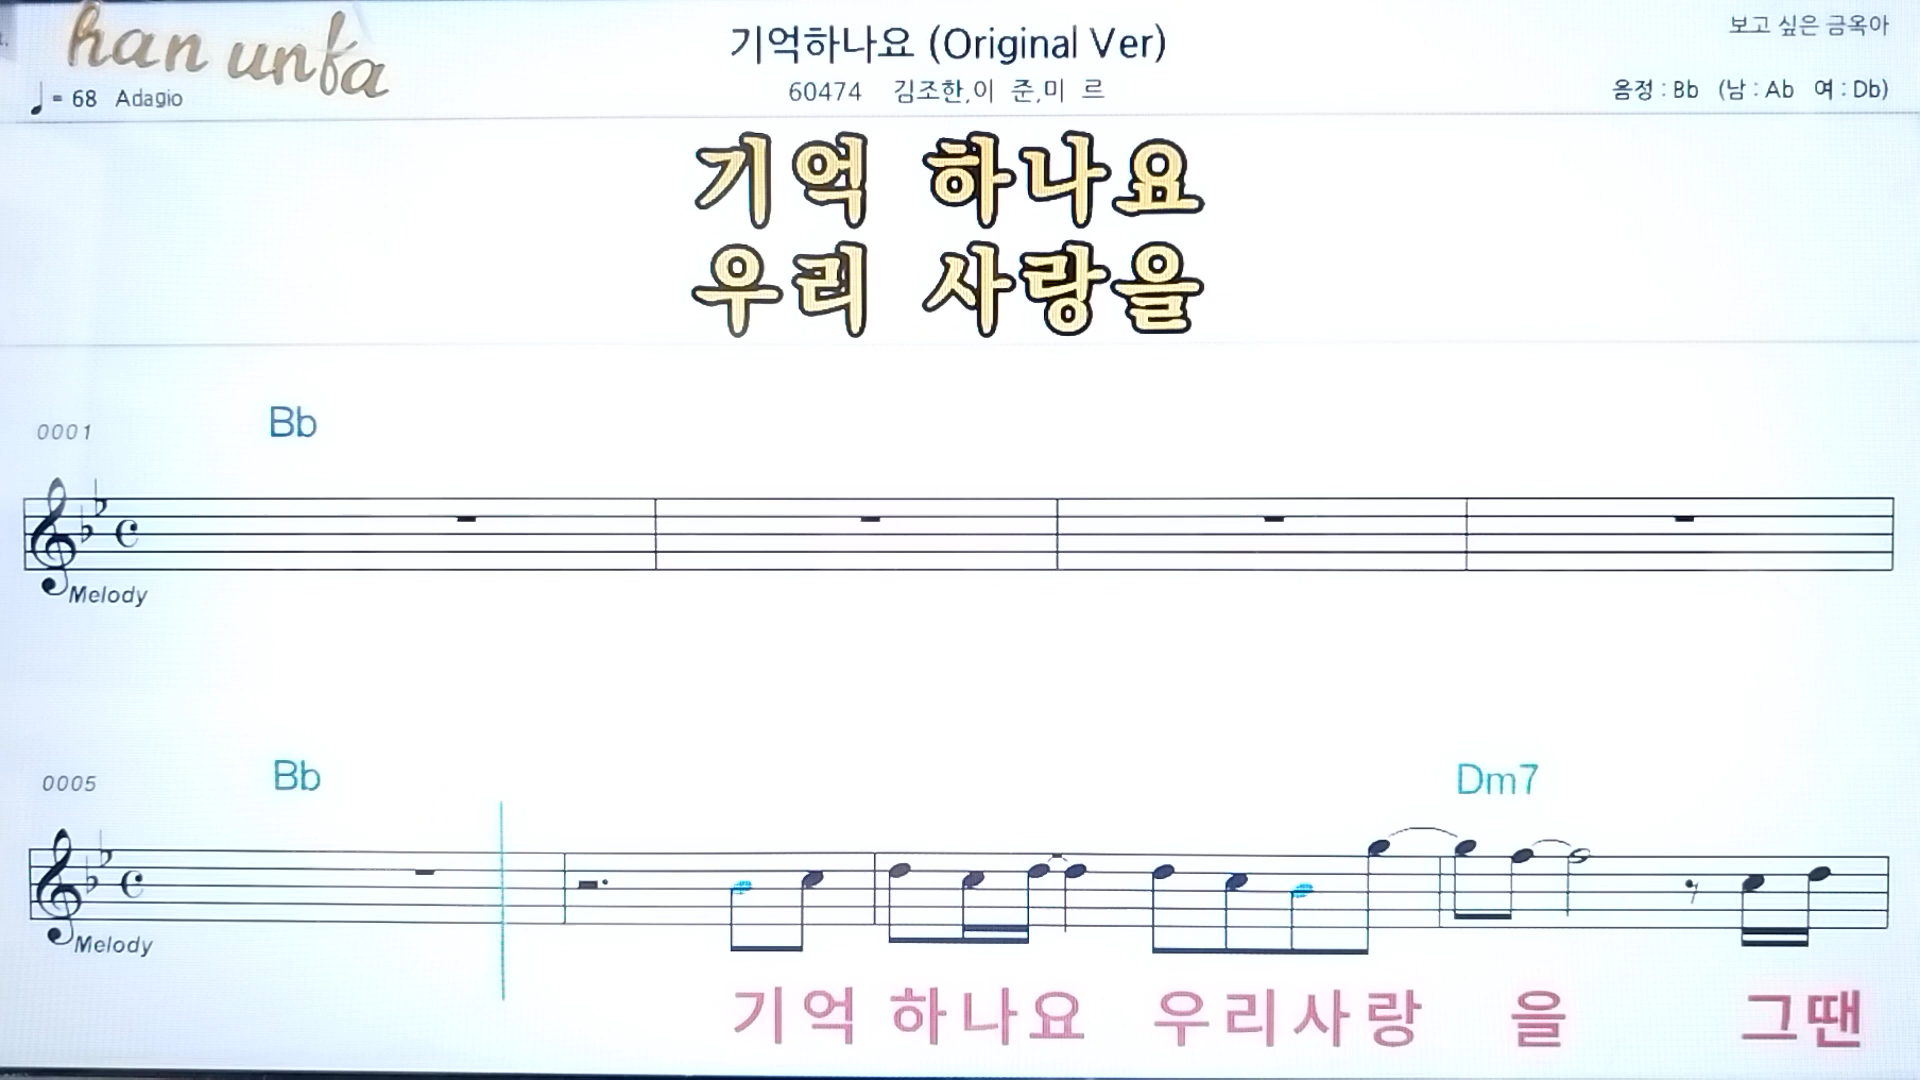 han unfa
기억하나요 (Original Ver)
보고 싶은 금옥아
♩= 68 Adagio
60474 김조한,이 준,미 르
음정 : Bb (남 : Ab 여 : Db)
기억 하나요
우리 사랑을
0001 Bb
Melody
0005 Bb Dm7
Melody
기억 하나요 우리사랑 을 그땐